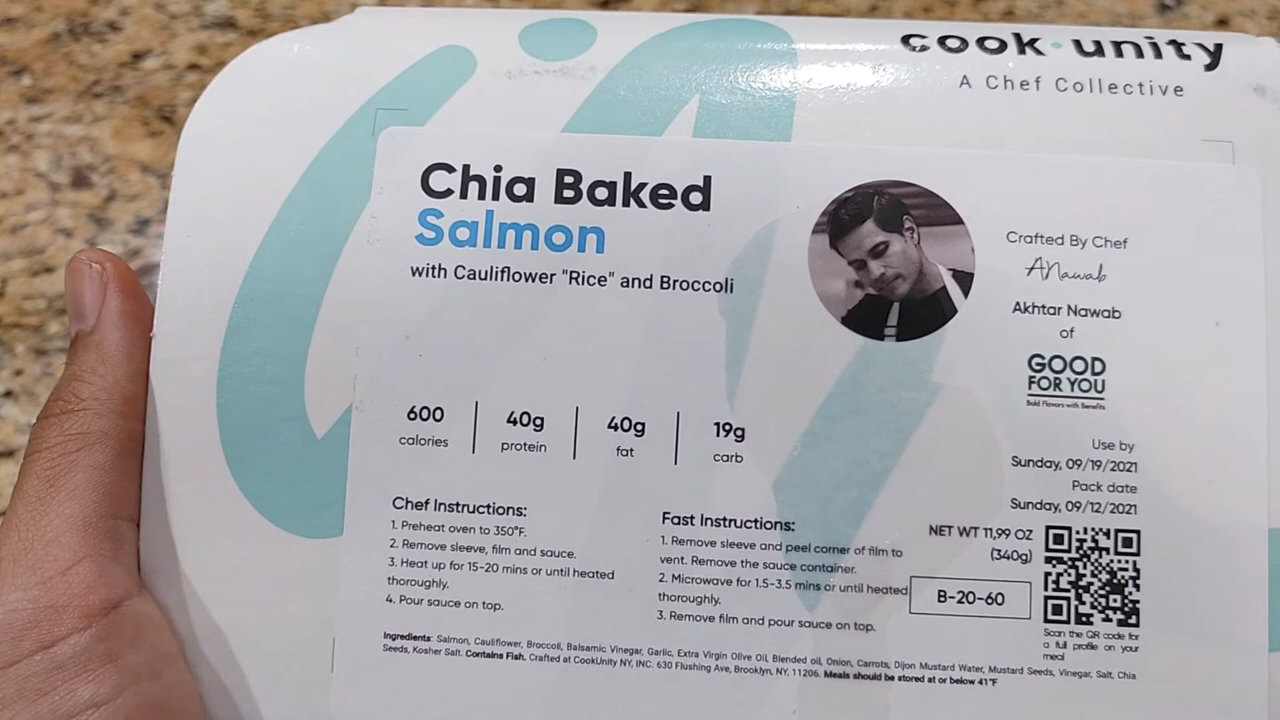 cook unity
A Chef Collective
Chia Baked
Salmon
with Cauliflower "Rice" and Broccoli
Crafted By Chef
ANawab
Akhtar Nawab
of
GOOD
FOR YOU
Bold Flavors with Benefits
600
calories
40g
protein
40g
fat
19g
carb
Use by
Sunday, 09/19/2021
Pack date
Sunday, 09/12/2021
Chef Instructions:
1. Preheat oven to 350°F.
2. Remove sleeve, film and sauce.
3. Heat up for 15-20 mins or until heated
thoroughly.
4. Pour sauce on top.
Fast Instructions:
1. Remove sleeve and peel corner of film to
vent. Remove the sauce container.
2. Microwave for 1.5-3.5 mins or until heated
thoroughly.
3. Remove film and pour sauce on top.
NET WT 11,99 OZ
(340g)
B-20-60
Scan the QR code for
a full profile on your
meal
Ingredients: Salmon, Cauliflower, Broccoli, Balsamic Vinegar, Garlic, Extra Virgin Olive Oil, Blended oil, Onion, Carrots, Dijon Mustard Water, Mustard Seeds, Vinegar, Salt, Chia
Seeds, Kosher Salt. Contains Fish. Crafted at CookUnity NY, INC. 630 Flushing Ave, Brooklyn, NY, 11206. Meals should be stored at or below 41°F